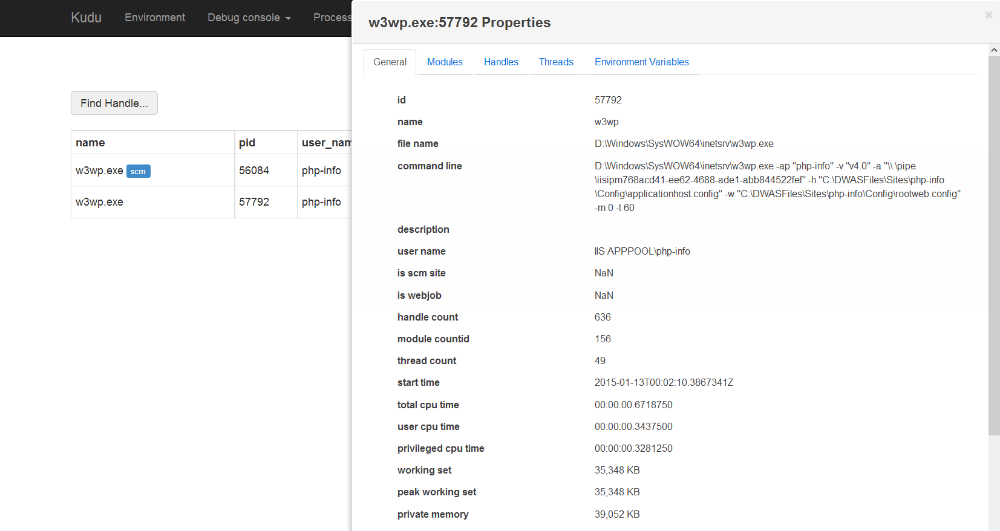 Kudu Environment Debug console Process
Find Handle...
name pid user_nam
w3wp.exe scm 56084 php-info
w3wp.exe 57792 php-info
w3wp.exe:57792 Properties
General Modules Handles Threads Environment Variables
id 57792
name w3wp
file name D:\Windows\SysWOW64\inetsrv\w3wp.exe
command line D:\Windows\SysWOW64\inetsrv\w3wp.exe -ap "php-info" -v "v4.0" -a "\\.\pipe
\iisipm768acd41-ee62-4688-ade1-abb844522fef" -h "C:\DWASFiles\Sites\php-info
\Config\applicationhost.config" -w "C:\DWASFiles\Sites\php-info\Config\rootweb.config"
-m 0 -t 60
description
user name IIS APPPOOL\php-info
is scm site NaN
is webjob NaN
handle count 636
module countid 156
thread count 49
start time 2015-01-13T00:02:10.3867341Z
total cpu time 00:00:00.6718750
user cpu time 00:00:00.3437500
privileged cpu time 00:00:00.3281250
working set 35,348 KB
peak working set 35,348 KB
private memory 39,052 KB